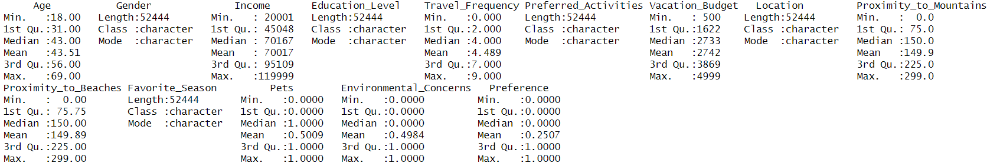 Age Gender Income Education_Level Travel_Frequency Preferred_Activities Vacation_Budget Location Proximity_to_Mountains
Min. :18.00 Length:52444 Min. : 20001 Length:52444 Min. :0.000 Length:52444 Min. : 500 Length:52444 Min. : 0.0
1st Qu.:31.00 Class :character 1st Qu.: 45048 Class :character 1st Qu.:2.000 Class :character 1st Qu.:1622 Class :character 1st Qu.: 75.0
Median :43.00 Mode :character Median : 70167 Mode :character Median :4.000 Mode :character Median :2733 Mode :character Median :150.0
Mean :43.51 Mean : 70017 Mean :4.489 Mean :2742 Mean :149.9
3rd Qu.:56.00 3rd Qu.: 95109 3rd Qu.:7.000 3rd Qu.:3869 3rd Qu.:225.0
Max. :69.00 Max. :119999 Max. :9.000 Max. :4999 Max. :299.0
Proximity_to_Beaches Favorite_Season Pets Environmental_Concerns Preference
Min. : 0.00 Length:52444 Min. :0.0000 Min. :0.0000 Min. :0.0000
1st Qu.: 75.75 Class :character 1st Qu.:0.0000 1st Qu.:0.0000 1st Qu.:0.0000
Median :150.00 Mode :character Median :1.0000 Median :0.0000 Median :0.0000
Mean :149.89 Mean :0.5009 Mean :0.4984 Mean :0.2507
3rd Qu.:225.00 3rd Qu.:1.0000 3rd Qu.:1.0000 3rd Qu.:1.0000
Max. :299.00 Max. :1.0000 Max. :1.0000 Max. :1.0000